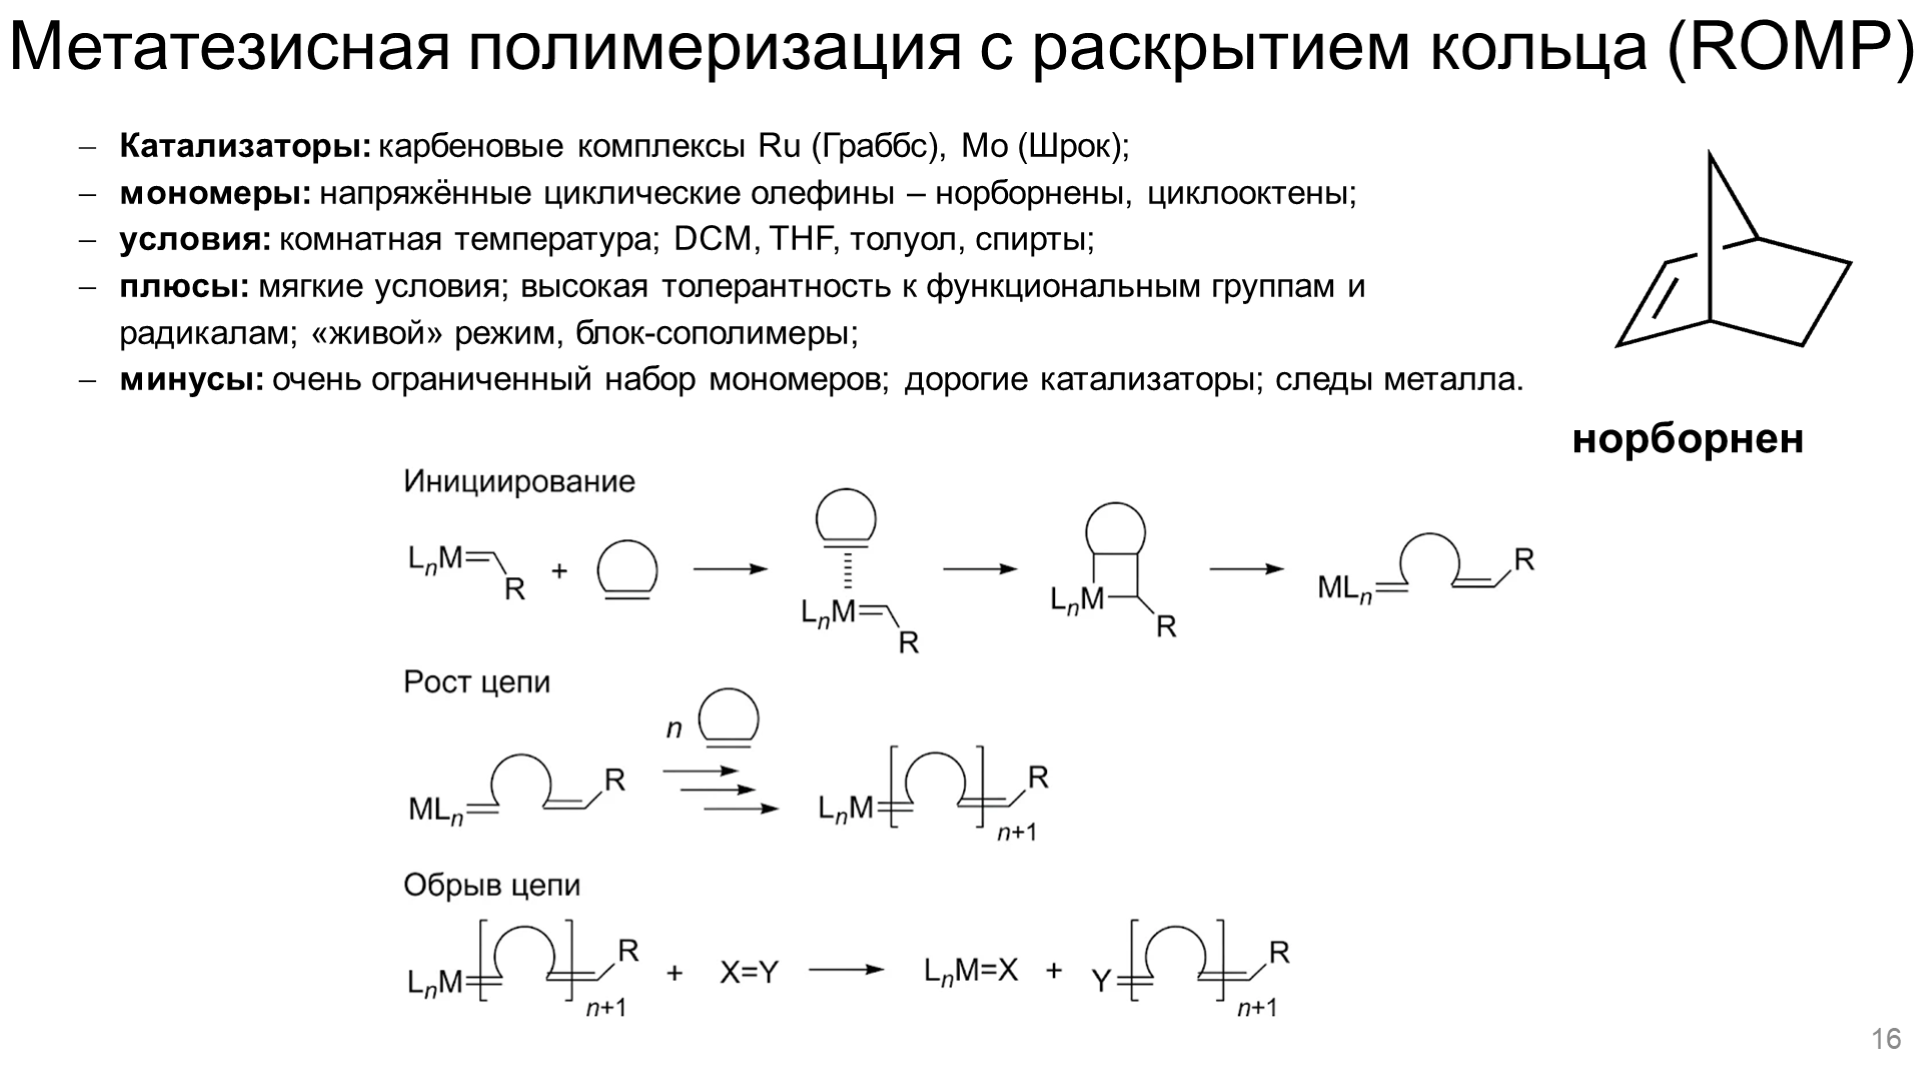 Метатезисная полимеризация с раскрытием кольца (ROMP)
– Катализаторы: карбеновые комплексы Ru (Граббс), Mo (Шрок);
– мономеры: напряжённые циклические олефины – норборнены, циклооктены;
– условия: комнатная температура; DCM, THF, толуол, спирты;
– плюсы: мягкие условия; высокая толерантность к функциональным группам и
радикалам; «живой» режим, блок-сополимеры;
– минусы: очень ограниченный набор мономеров; дорогие катализаторы; следы металла.
норборнен
Инициирование
LnM= R + LnM= R LnM R MLn= R
Рост цепи
n
MLn= R LnM R n+1
Обрыв цепи
LnM R n+1 + X=Y LnM=X + Y R n+1
16